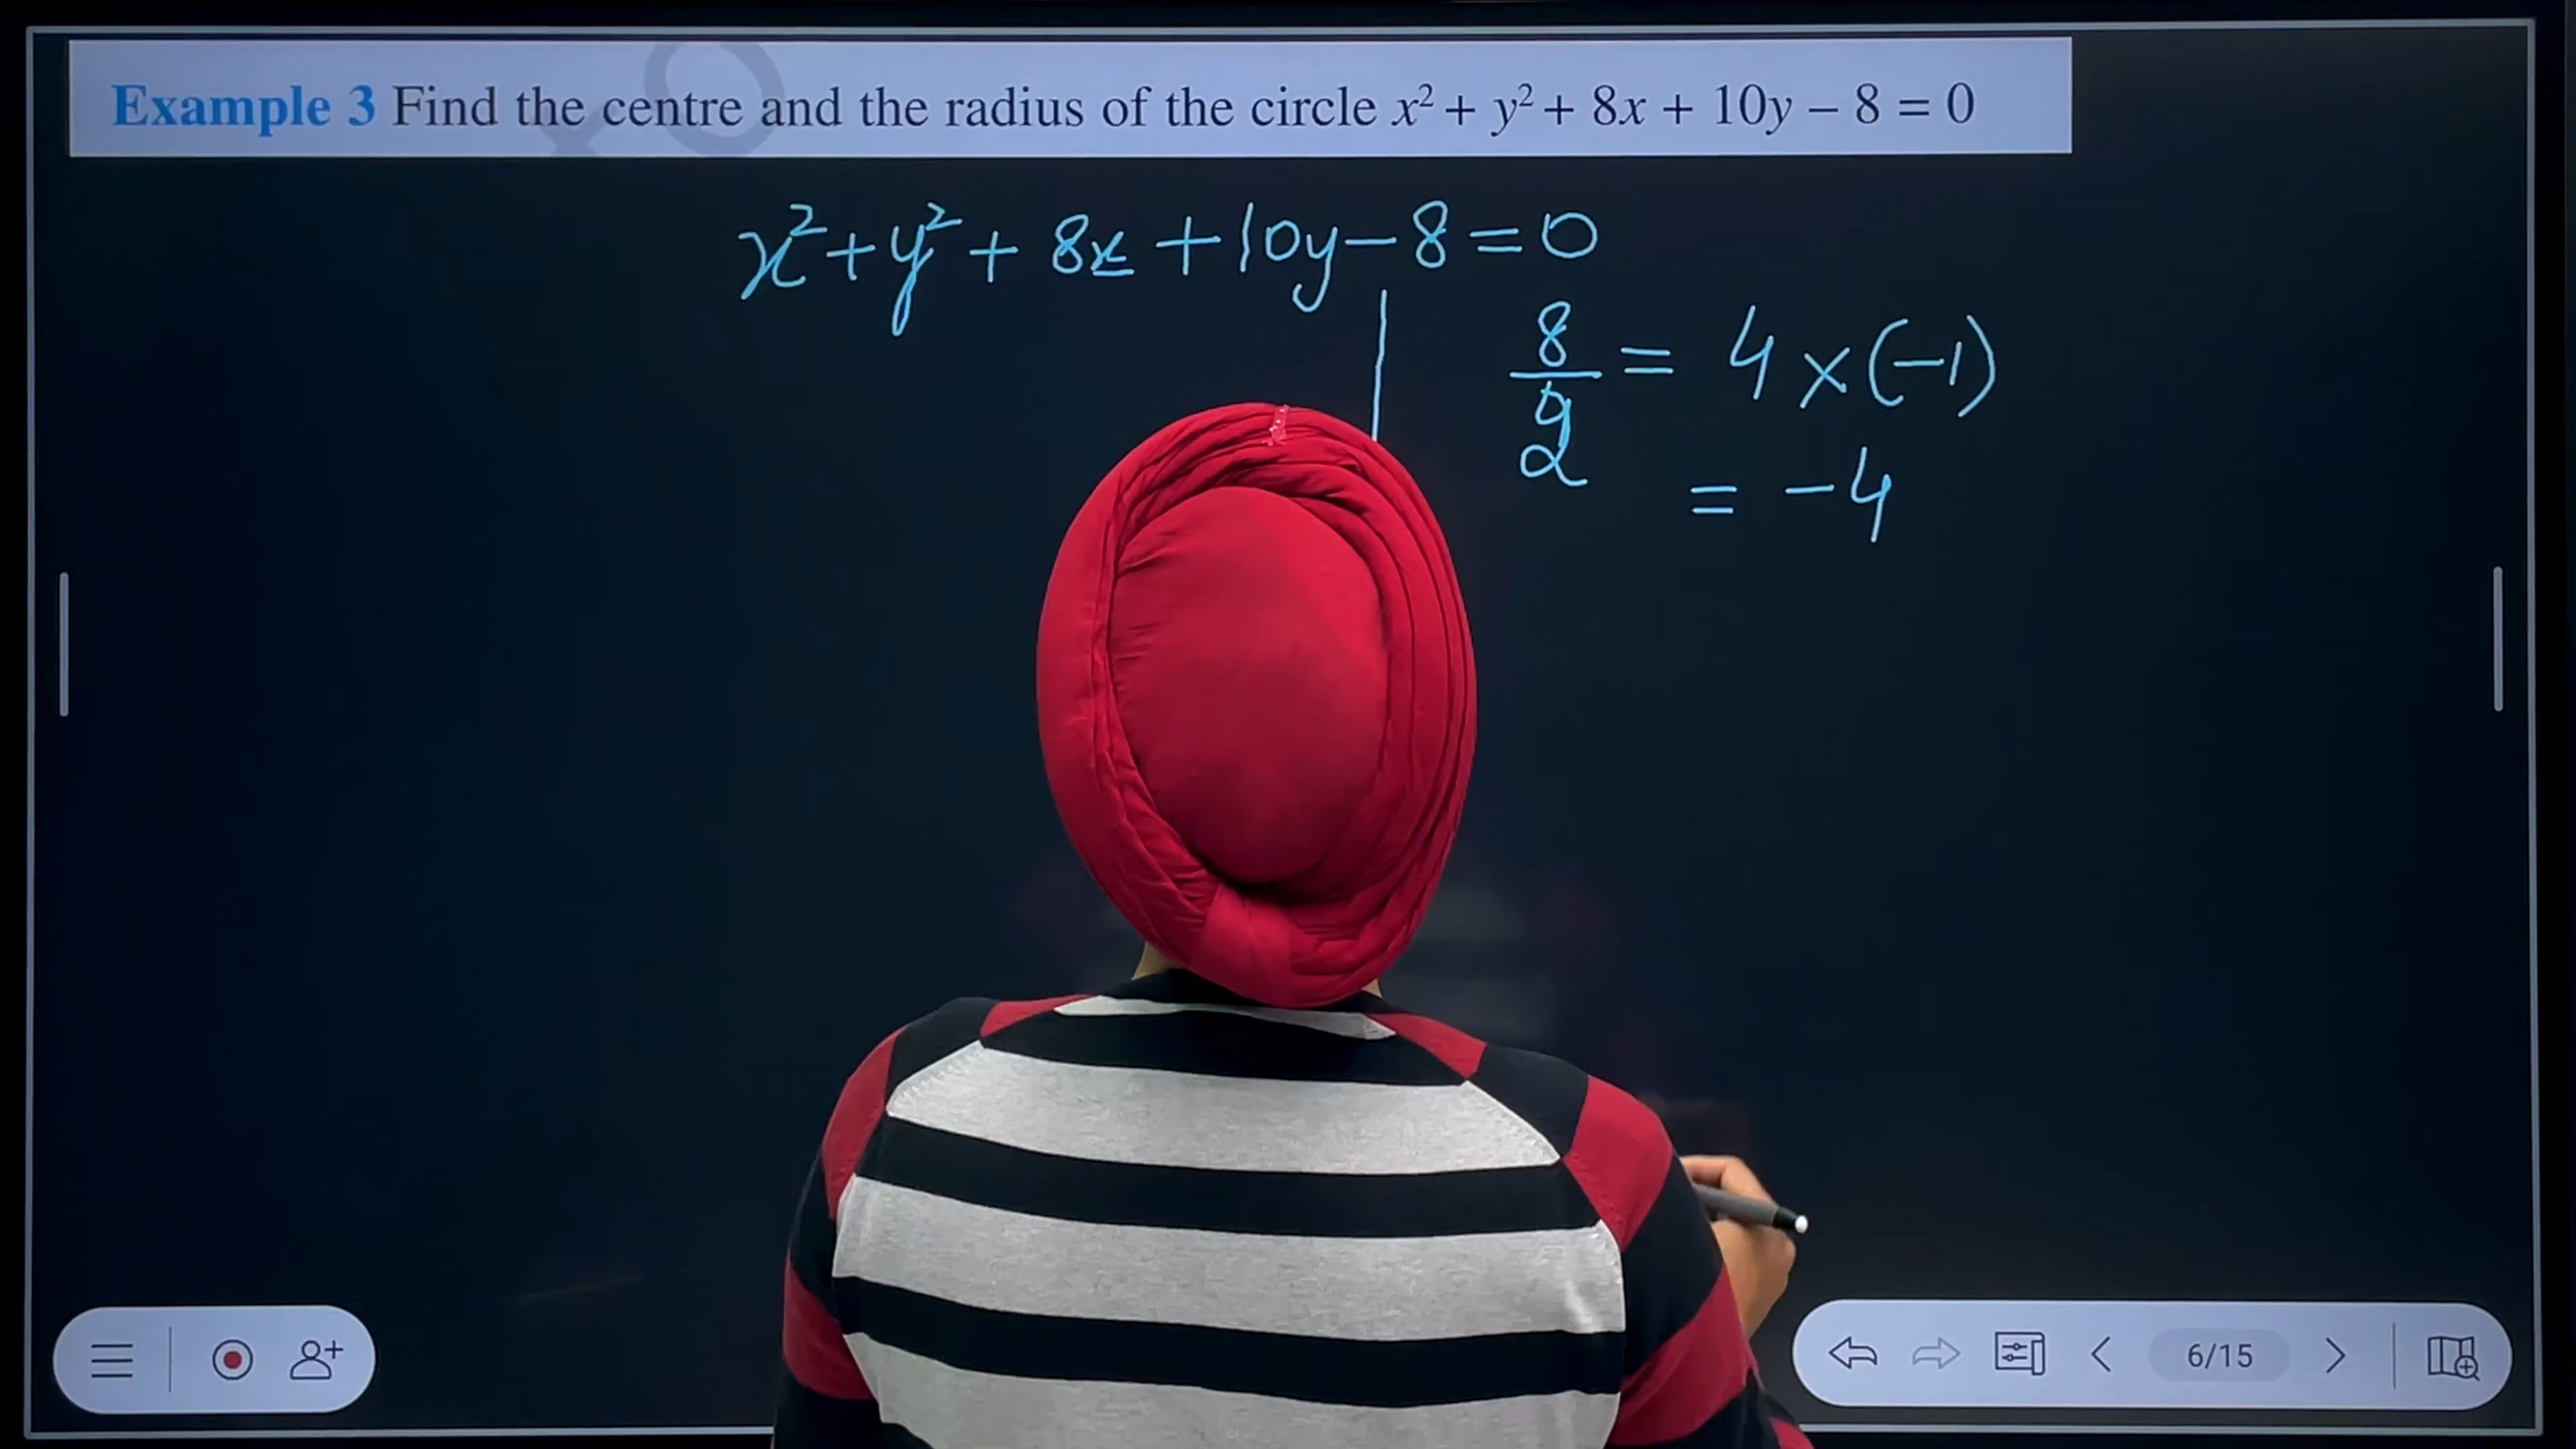 Example 3 Find the centre and the radius of the circle x² + y² + 8x + 10y – 8 = 0
x²+y²+ 8x +10y-8=0
8/2 = 4×(-1)
= -4
6/15